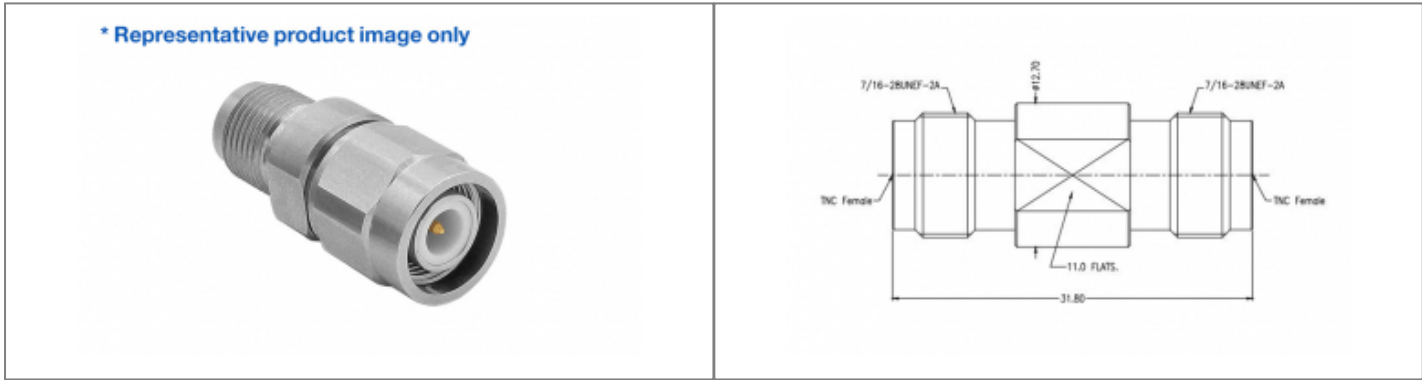 * Representative product image only
ø12.70
7/16-28UNEF-2A
7/16-28UNEF-2A
TNC Female
TNC Female
11.0 FLATS.
31.80